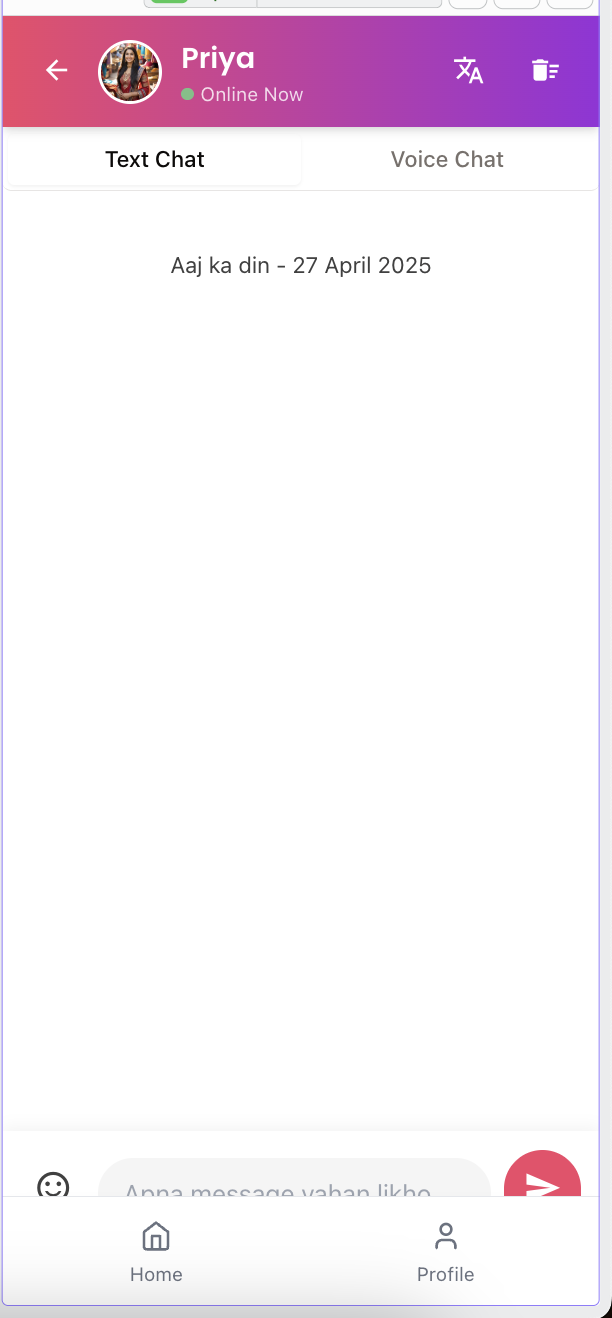 Priya
Online Now
Text Chat
Voice Chat
Aaj ka din - 27 April 2025
Apna message yahan likho
Home
Profile